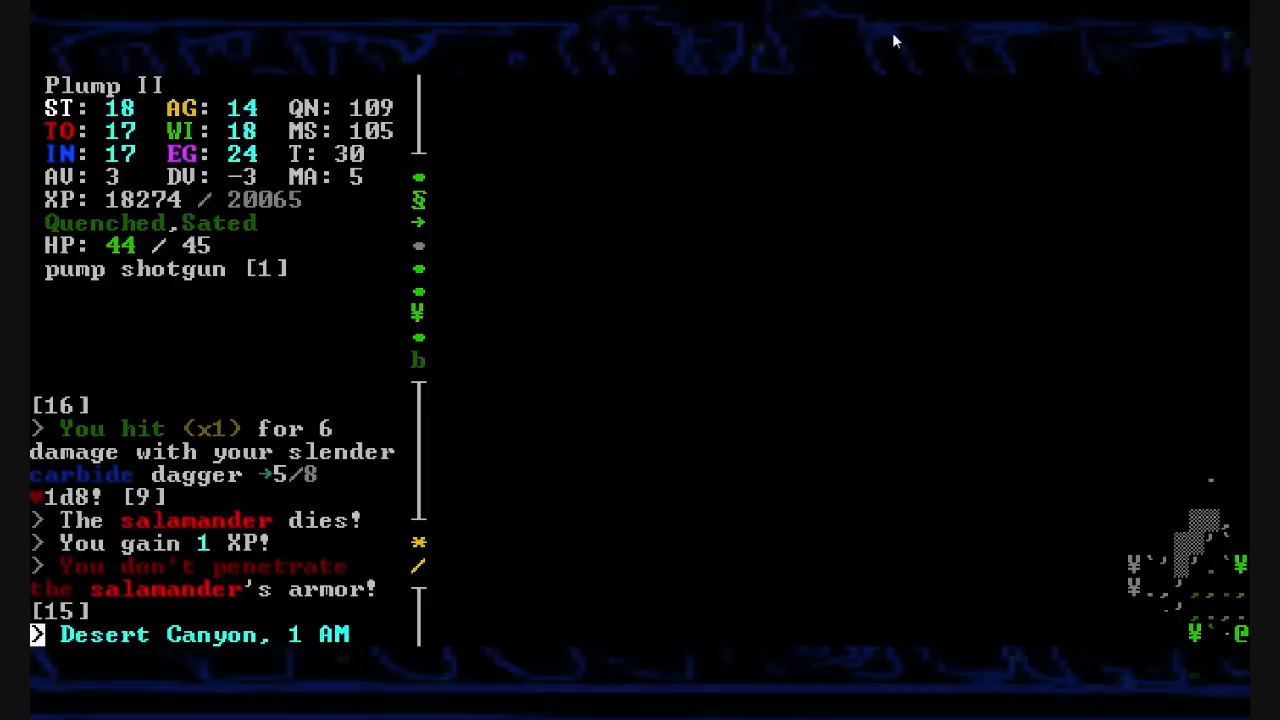 Plump II
ST: 18 AG: 14 QN: 109
TO: 17 WI: 18 MS: 105
IN: 17 EG: 24 T: 30
AV: 3 DV: -3 MA: 5
XP: 18274 / 20065
Quenched,Sated
HP: 44 / 45
pump shotgun [1]
[16]
> You hit (x1) for 6
damage with your slender
carbide dagger →5/8
♥1d8! [9]
> The salamander dies!
> You gain 1 XP!
> You don't penetrate
the salamander's armor!
[15]
> Desert Canyon, 1 AM